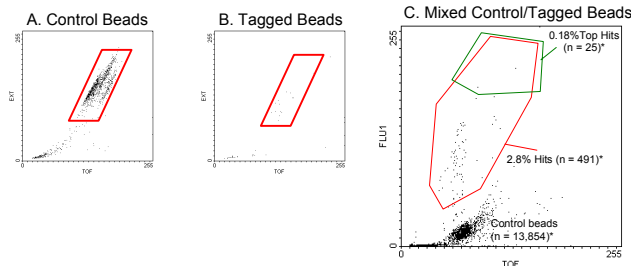 A. Control Beads
255
EXT
0
0
TOF
255
B. Tagged Beads
255
EXT
0
0
TOF
255
C. Mixed Control/Tagged Beads
255
FLU1
0
0
TOF
255
0.18%Top Hits
(n = 25)*
2.8% Hits (n = 491)*
Control beads
(n = 13,854)*